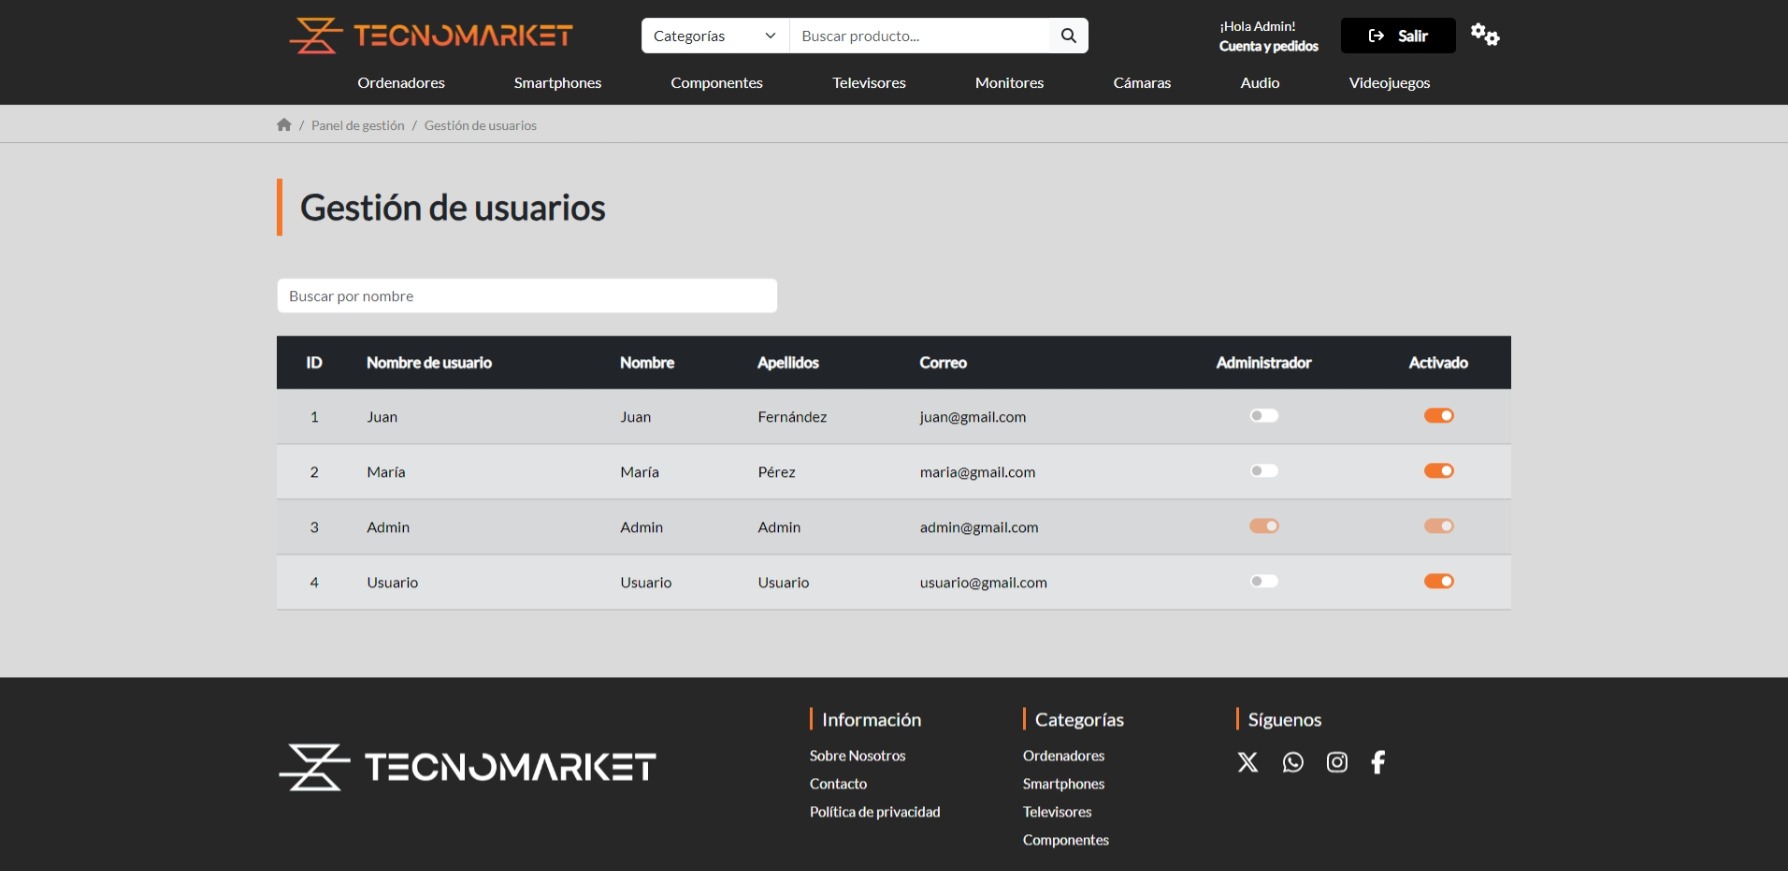 TECNOMARKET
Categorías
Buscar producto...
¡Hola Admin!
Cuenta y pedidos
Salir
Ordenadores Smartphones Componentes Televisores Monitores Cámaras Audio Videojuegos
/ Panel de gestión / Gestión de usuarios
Gestión de usuarios
Buscar por nombre
ID Nombre de usuario Nombre Apellidos Correo Administrador Activado
1 Juan Juan Fernández juan@gmail.com
2 María María Pérez maria@gmail.com
3 Admin Admin Admin admin@gmail.com
4 Usuario Usuario Usuario usuario@gmail.com
TECNOMARKET
Información
Sobre Nosotros
Contacto
Política de privacidad
Categorías
Ordenadores
Smartphones
Televisores
Componentes
Síguenos